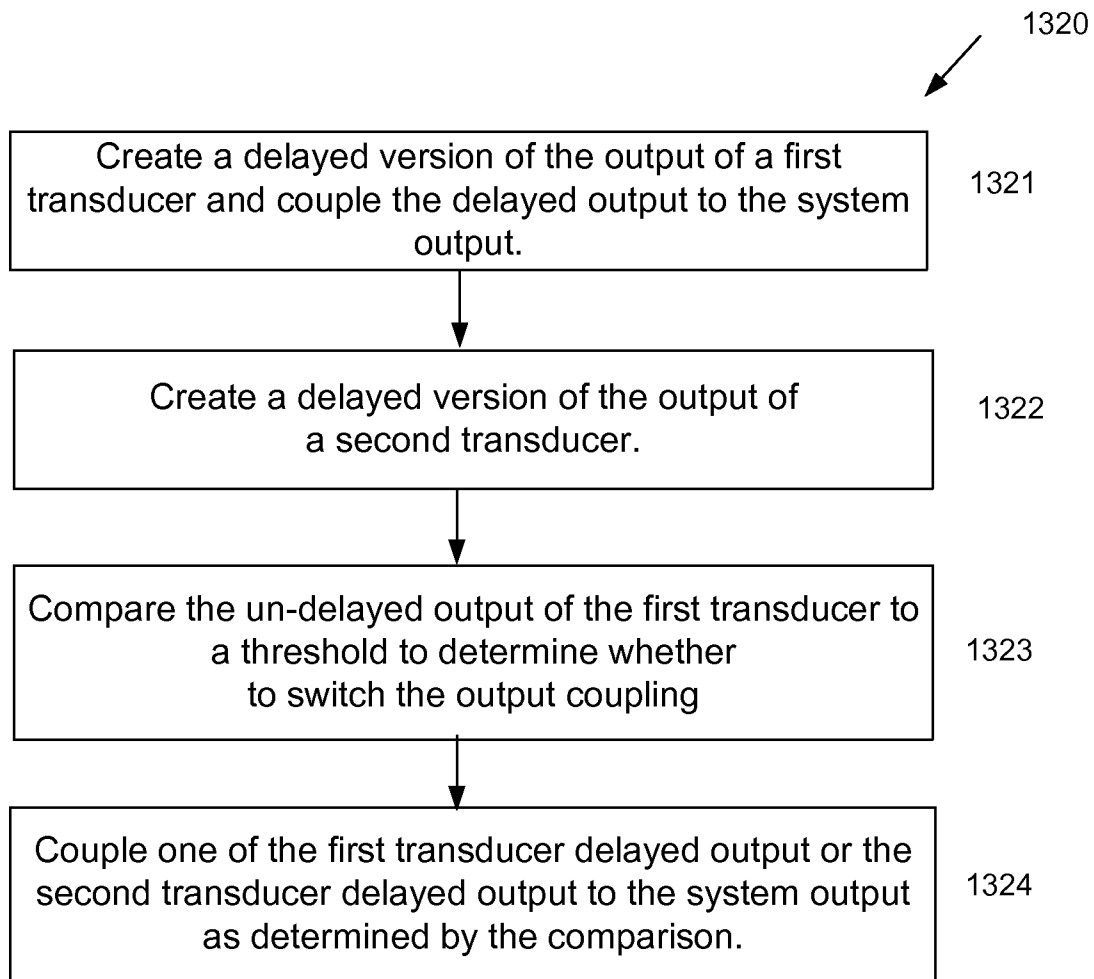 1320
Create a delayed version of the output of a first
transducer and couple the delayed output to the system
output.
1321
Create a delayed version of the output of
a second transducer.
1322
Compare the un-delayed output of the first transducer to
a threshold to determine whether
to switch the output coupling
1323
Couple one of the first transducer delayed output or the
second transducer delayed output to the system output
as determined by the comparison.
1324